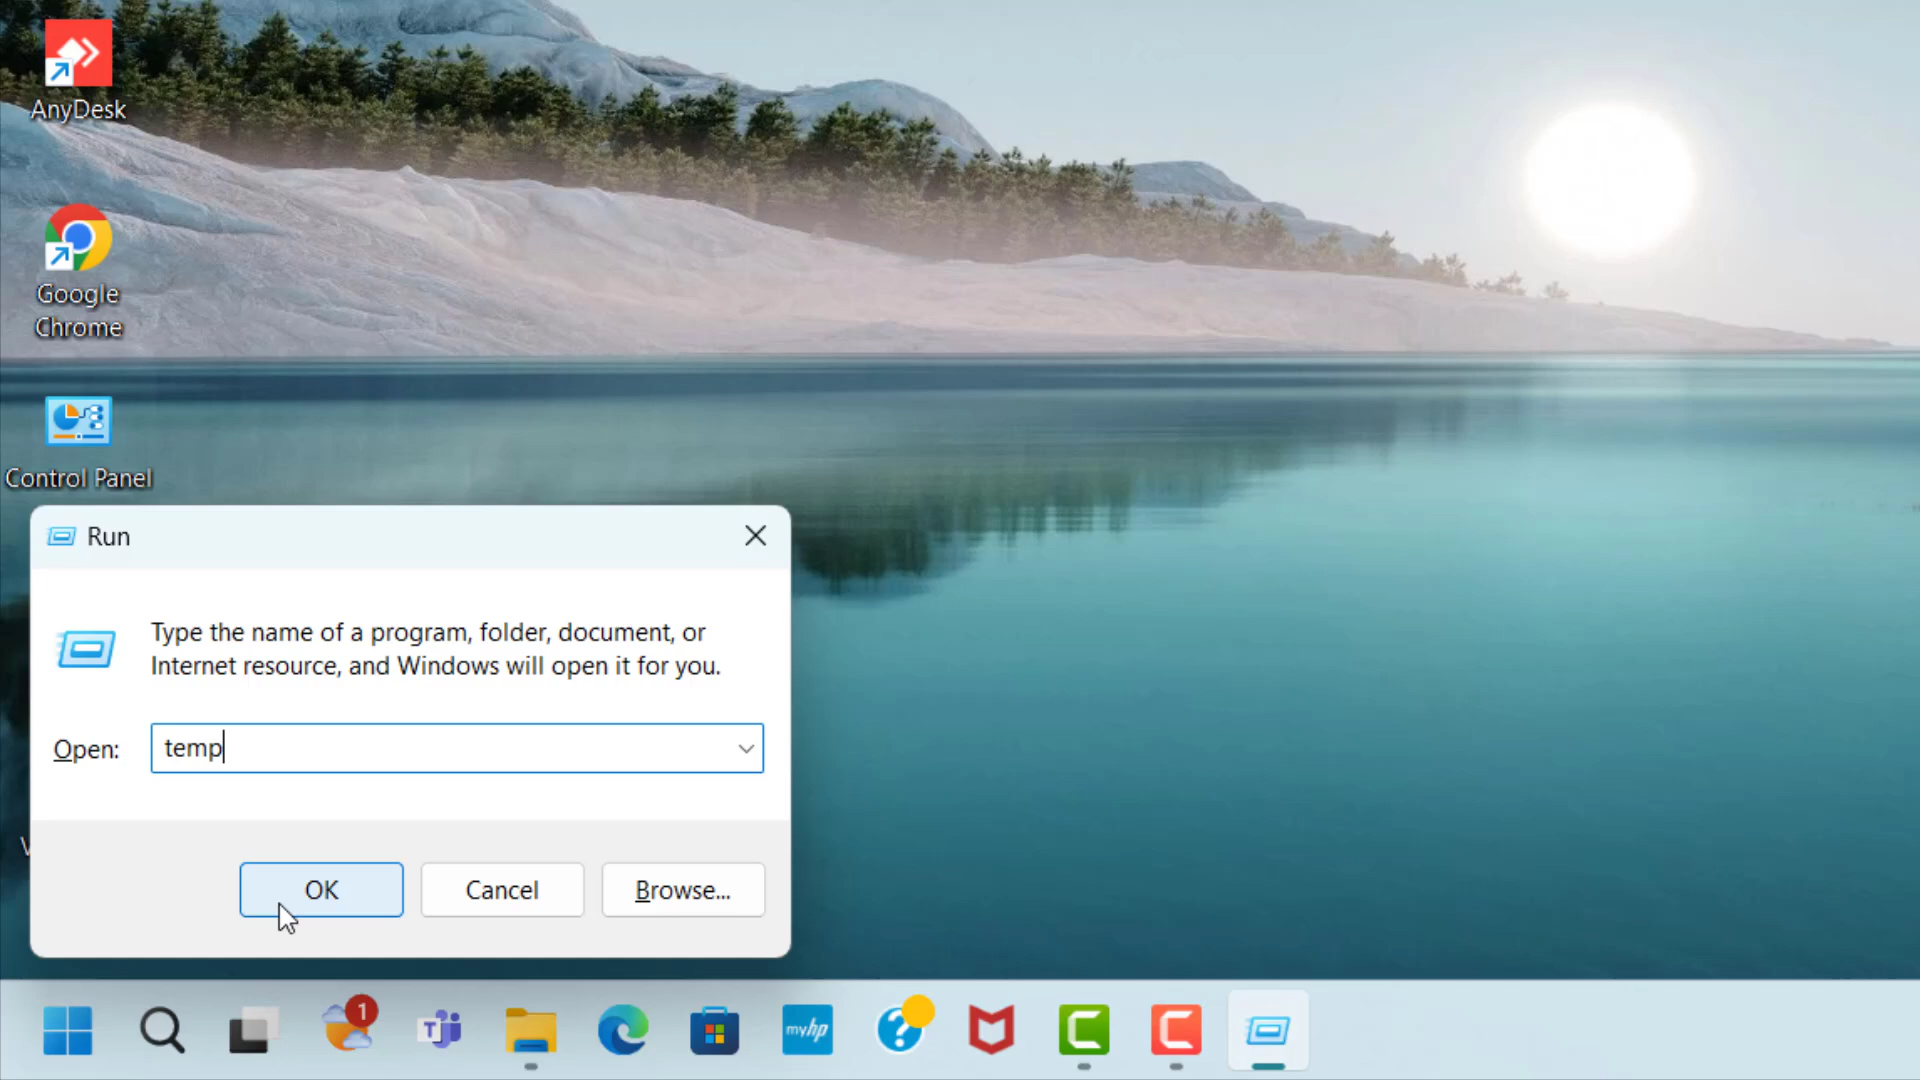 AnyDesk
Google
Chrome
Control Panel
Run
Type the name of a program, folder, document, or
Internet resource, and Windows will open it for you.
Open: temp
OK Cancel Browse...
1
T
myhp
?
C
C